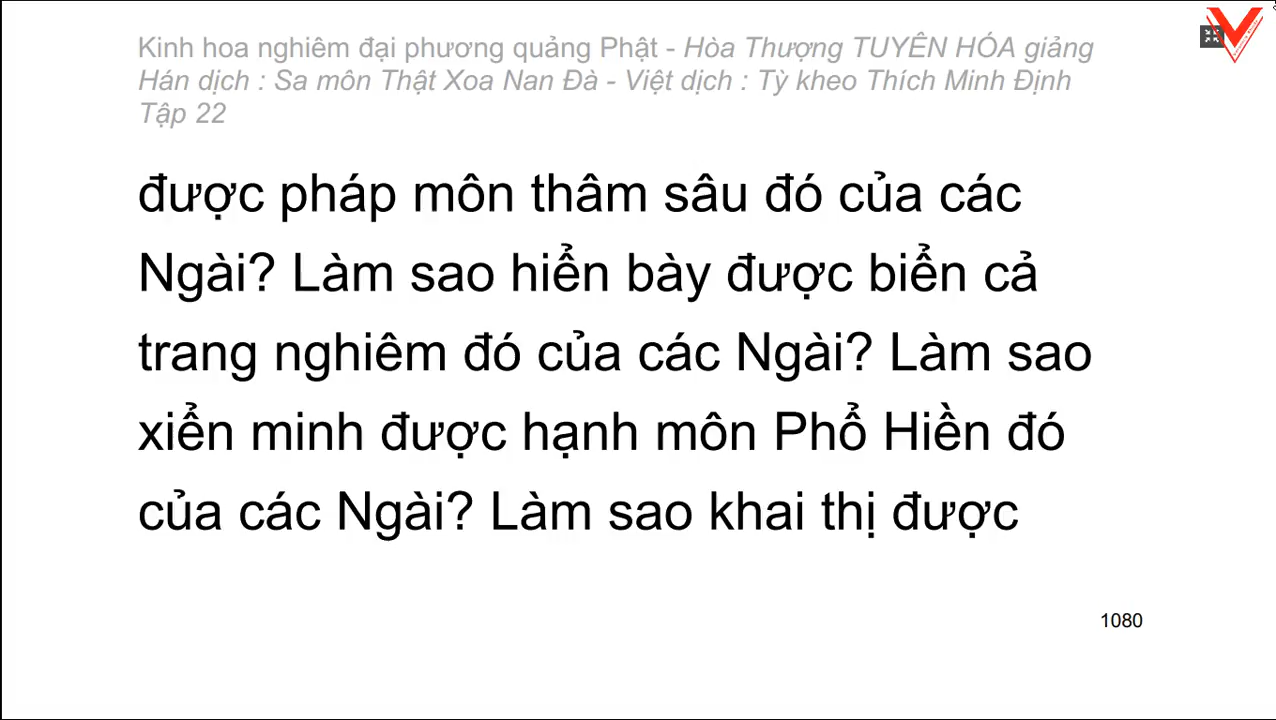 Kinh hoa nghiêm đại phương quảng Phật - Hòa Thượng TUYÊN HÓA giảng
Hán dịch : Sa môn Thật Xoa Nan Đà - Việt dịch : Tỳ kheo Thích Minh Định
Tập 22
được pháp môn thâm sâu đó của các
Ngài? Làm sao hiển bày được biển cả
trang nghiêm đó của các Ngài? Làm sao
xiển minh được hạnh môn Phổ Hiền đó
của các Ngài? Làm sao khai thị được
1080